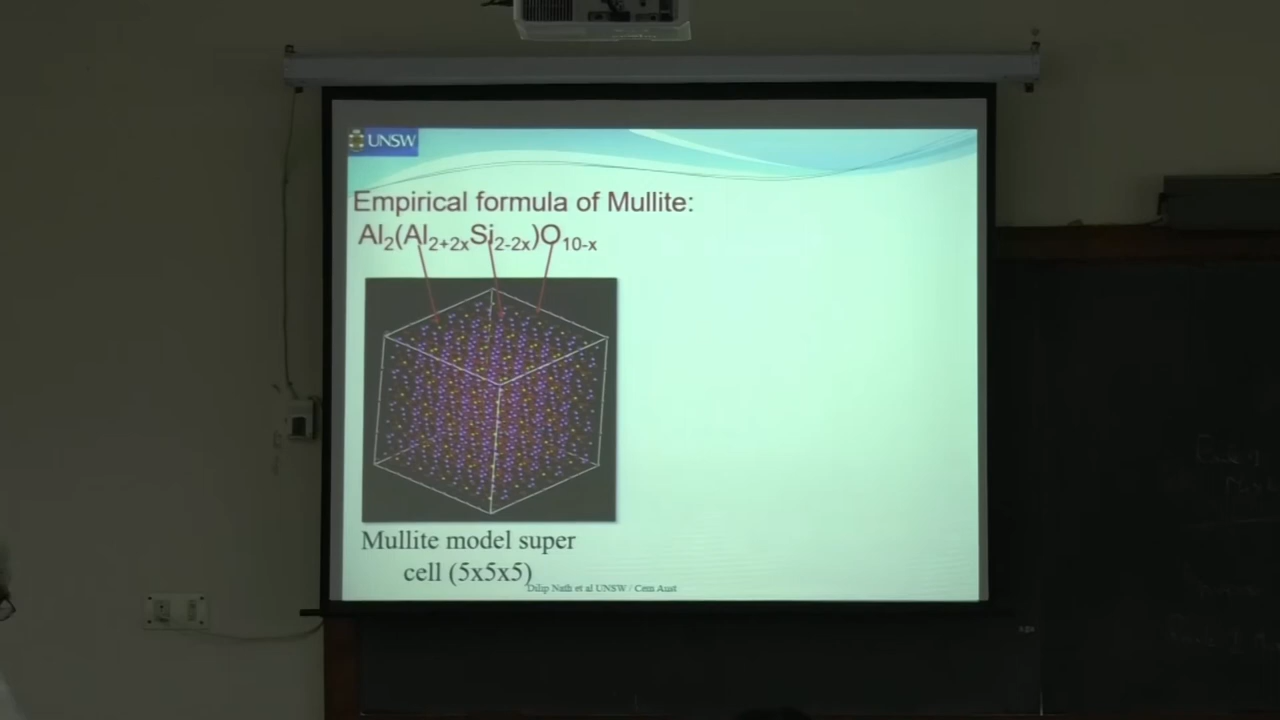 UNSW
Empirical formula of Mullite:
Al₂(Al₂₊₂ₓSi₂₋₂ₓ)O₁₀₋ₓ
Mullite model super
cell (5x5x5)
Dilip Nath et al UNSW / Cem Aust